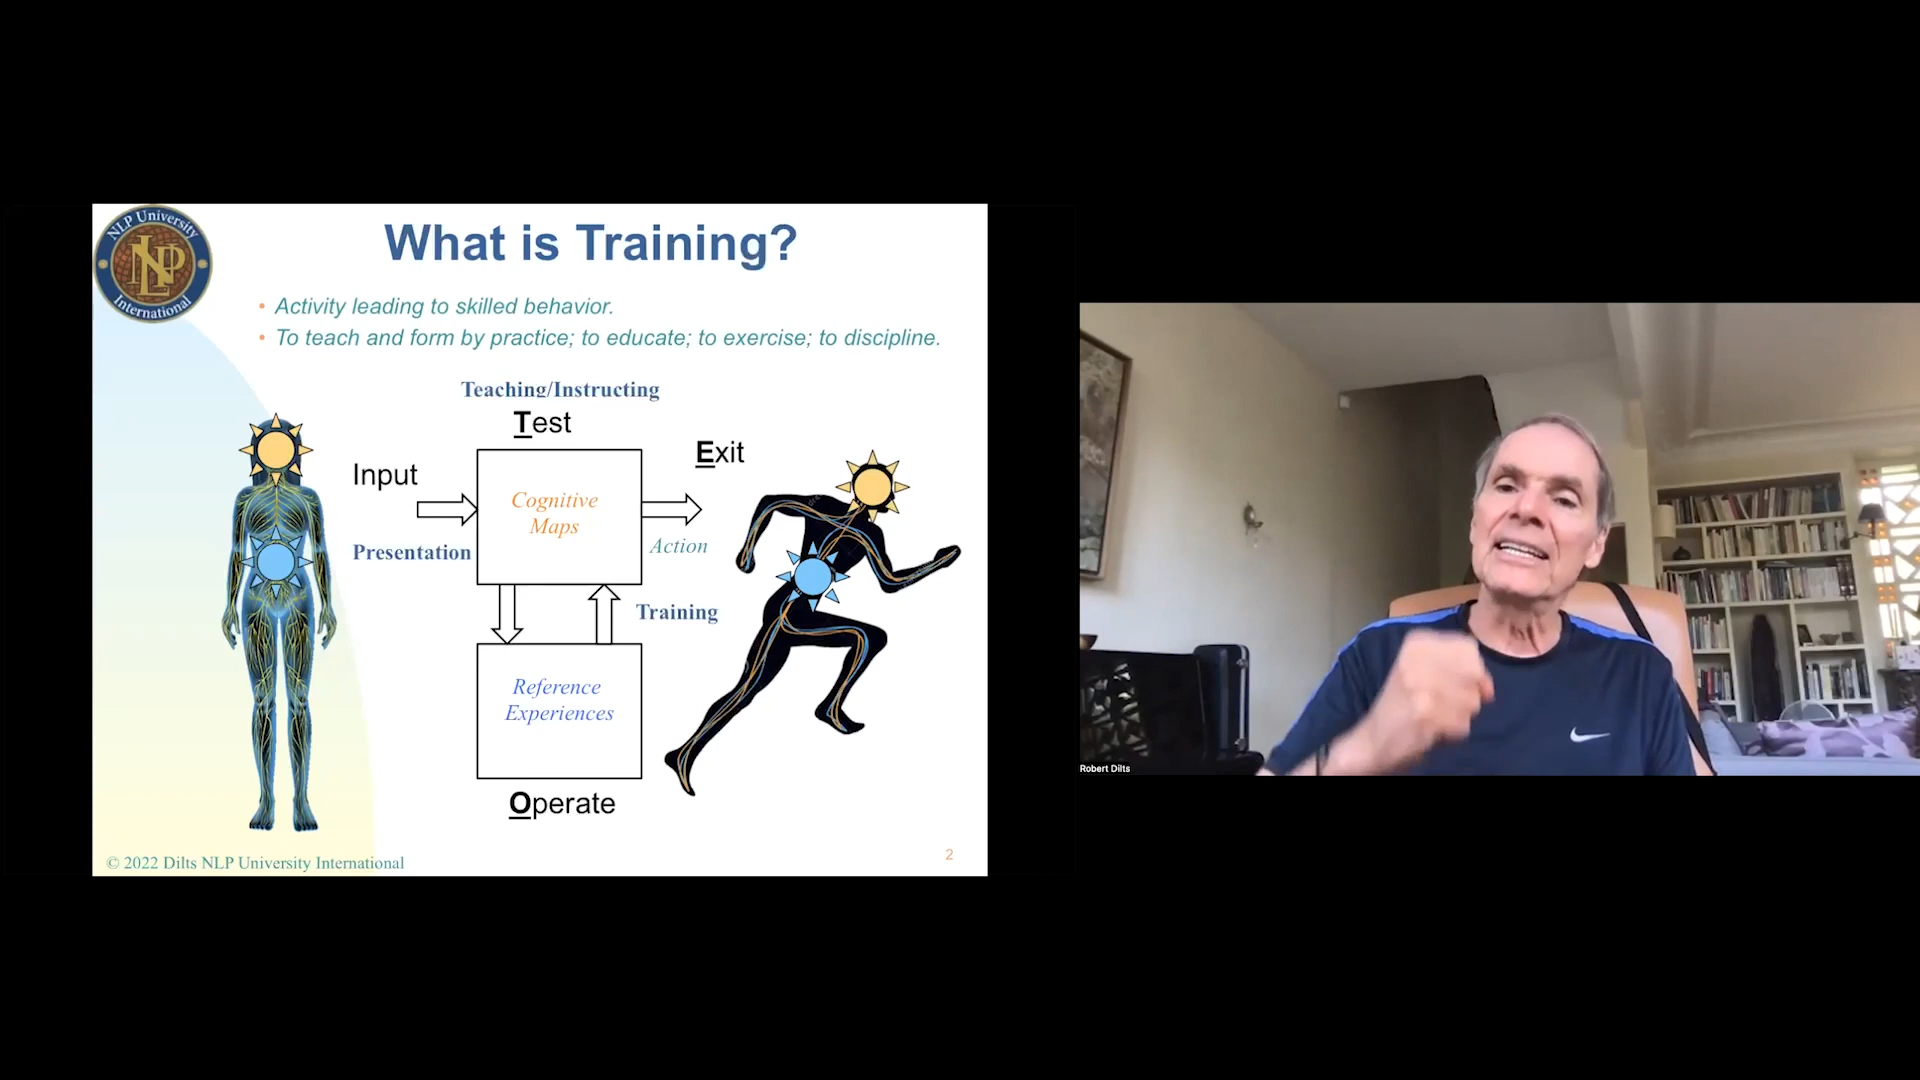 NLP University
NLP
International
What is Training?
• Activity leading to skilled behavior.
• To teach and form by practice; to educate; to exercise; to discipline.
Teaching/Instructing
Test
Exit
Input
Cognitive
Maps
Presentation
Action
Training
Reference
Experiences
Operate
© 2022 Dilts NLP University International
2
Robert Dilts